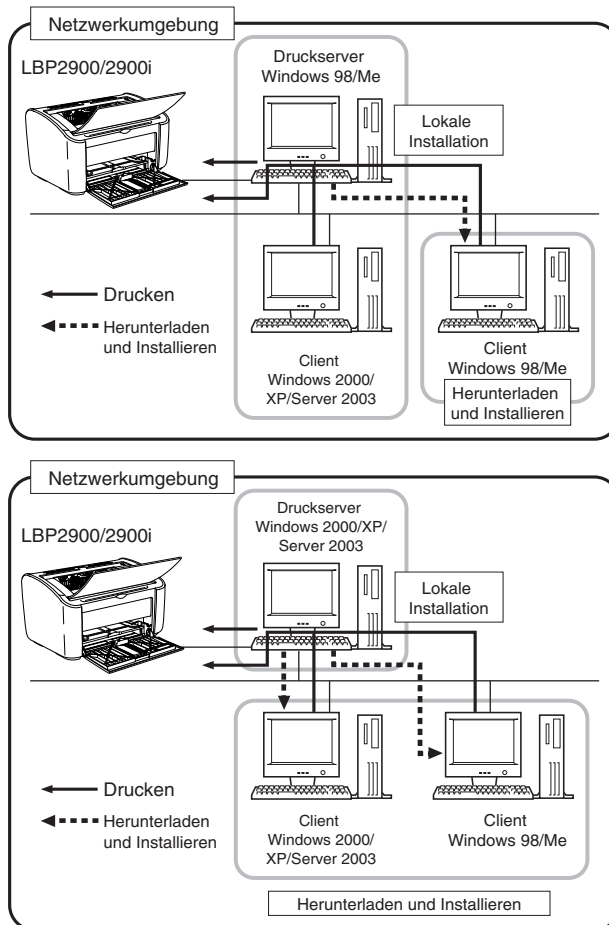 Netzwerkumgebung
LBP2900/2900i
Druckserver
Windows 98/Me
Lokale
Installation
Drucken
Herunterladen
und Installieren
Client
Windows 2000/
XP/Server 2003
Client
Windows 98/Me
Herunterladen
und Installieren
Netzwerkumgebung
LBP2900/2900i
Druckserver
Windows 2000/XP/
Server 2003
Lokale
Installation
Drucken
Herunterladen
und Installieren
Client
Windows 2000/
XP/Server 2003
Client
Windows 98/Me
Herunterladen und Installieren